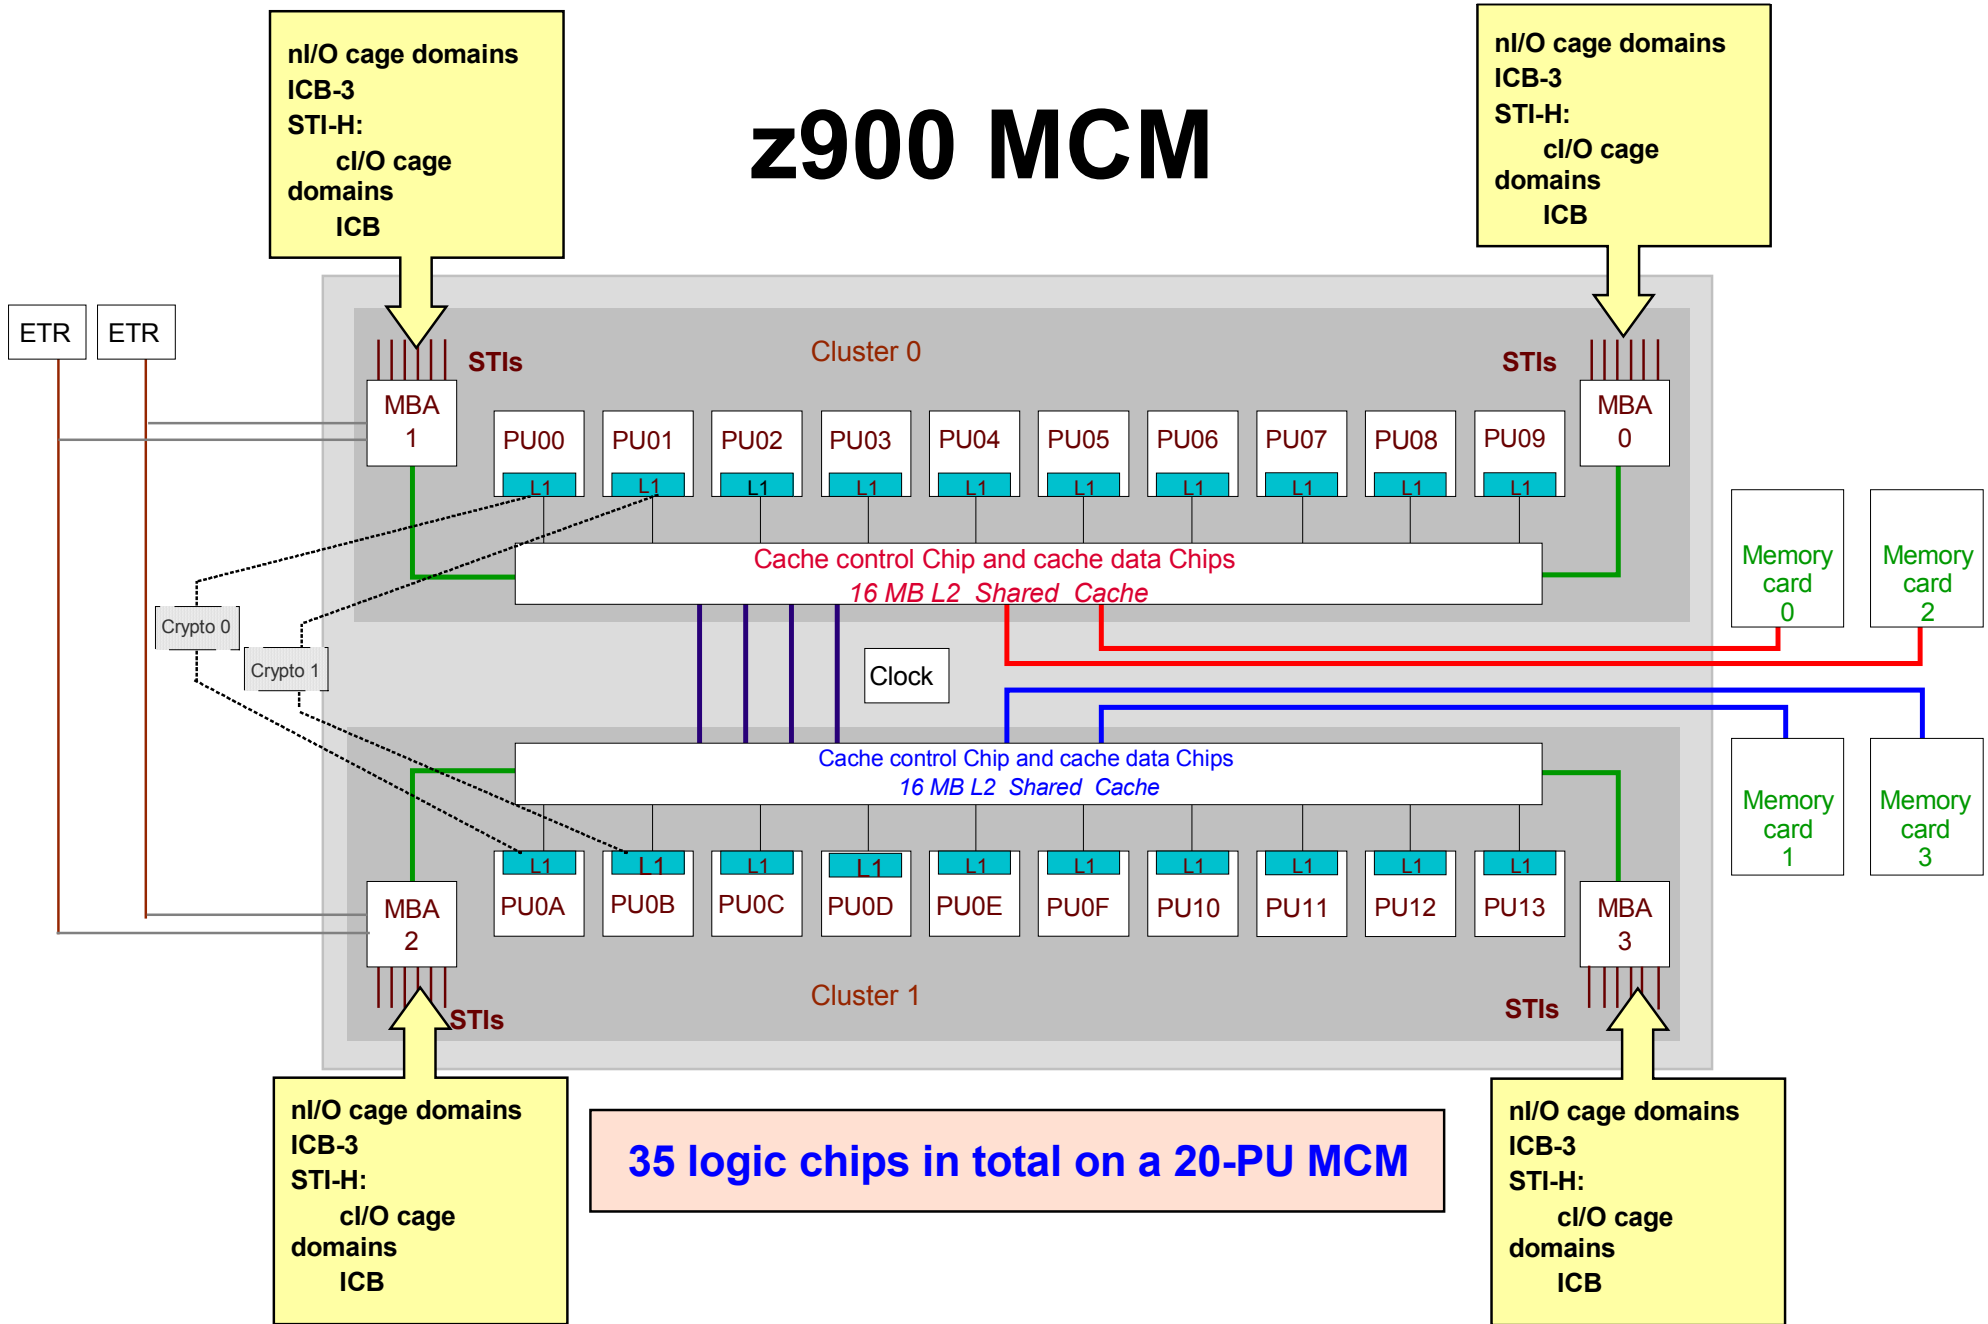 nI/O cage domains
ICB-3
STI-H:
cI/O cage
domains
ICB
z900 MCM
nI/O cage domains
ICB-3
STI-H:
cI/O cage
domains
ICB
ETR
ETR
STIs
Cluster 0
STIs
MBA
1
PU00
PU01
PU02
PU03
PU04
PU05
PU06
PU07
PU08
PU09
MBA
0
L1
L1
L1
L1
L1
L1
L1
L1
L1
L1
Cache control Chip and cache data Chips
16 MB L2 Shared Cache
Memory
card
0
Memory
card
2
Crypto 0
Crypto 1
Clock
Cache control Chip and cache data Chips
16 MB L2 Shared Cache
Memory
card
1
Memory
card
3
L1
L1
L1
L1
L1
L1
L1
L1
L1
L1
MBA
2
PU0A
PU0B
PU0C
PU0D
PU0E
PU0F
PU10
PU11
PU12
PU13
MBA
3
STIs
Cluster 1
STIs
nI/O cage domains
ICB-3
STI-H:
cI/O cage
domains
ICB
35 logic chips in total on a 20-PU MCM
nI/O cage domains
ICB-3
STI-H:
cI/O cage
domains
ICB